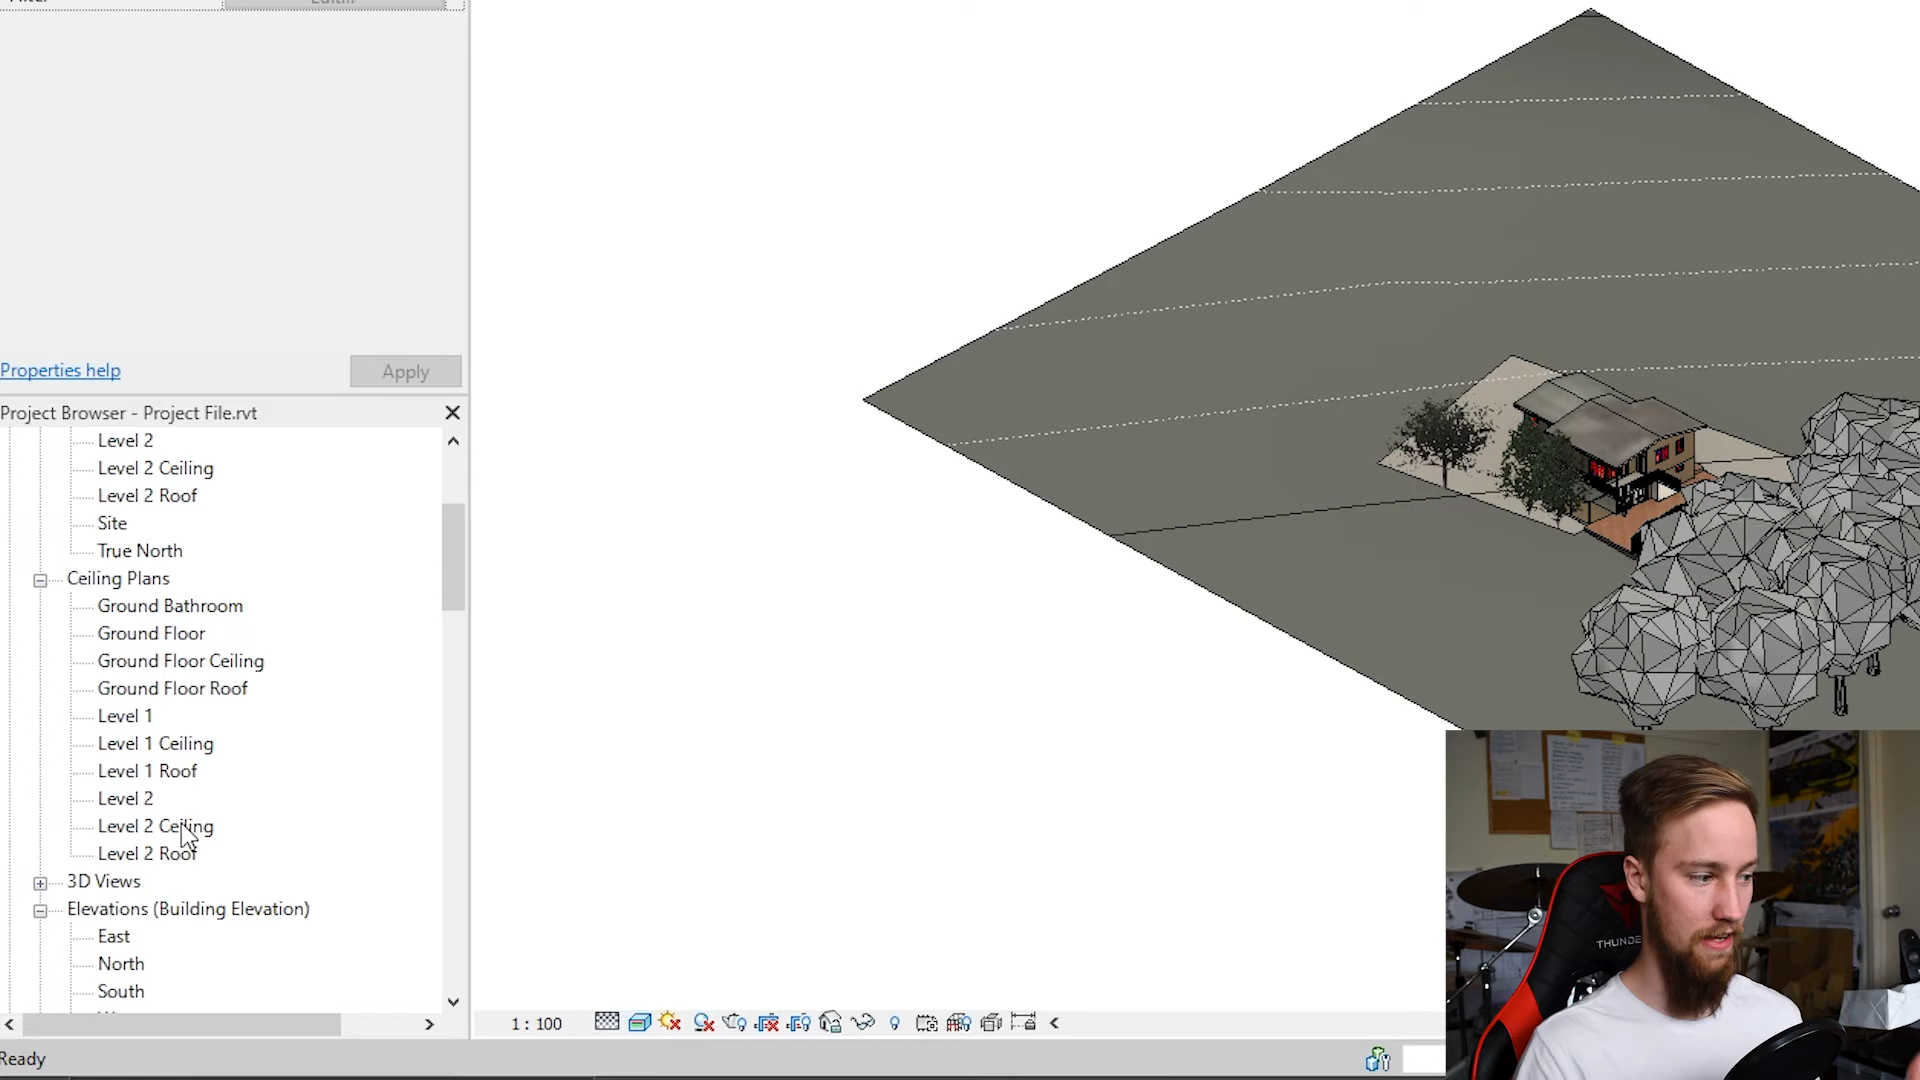 Edit...
Properties help
Apply
Project Browser - Project File.rvt
Level 2
Level 2 Ceiling
Level 2 Roof
Site
True North
Ceiling Plans
Ground Bathroom
Ground Floor
Ground Floor Ceiling
Ground Floor Roof
Level 1
Level 1 Ceiling
Level 1 Roof
Level 2
Level 2 Ceiling
Level 2 Roof
3D Views
Elevations (Building Elevation)
East
North
South
1 : 100
Ready
THUNDE